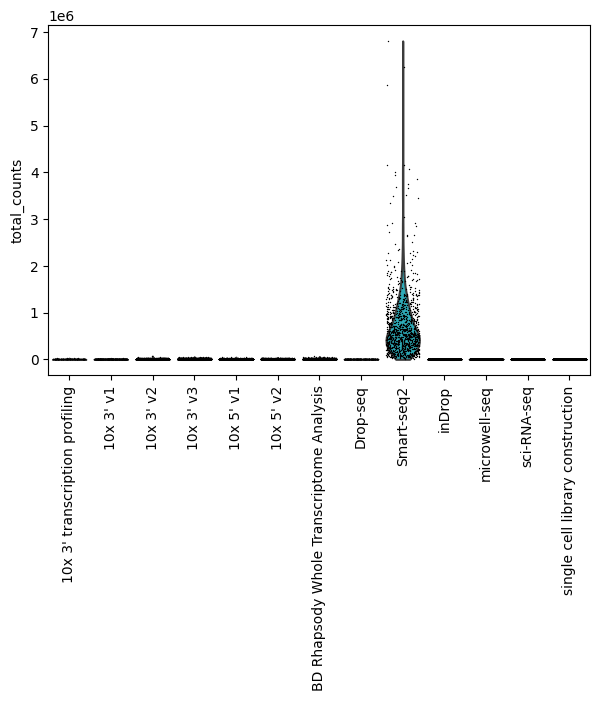 1e6
7
6
5
4
3
2
1
0
total_counts
10x 3' transcription profiling
10x 3' v1
10x 3' v2
10x 3' v3
10x 5' v1
10x 5' v2
BD Rhapsody Whole Transcriptome Analysis
Drop-seq
Smart-seq2
inDrop
microwell-seq
sci-RNA-seq
single cell library construction